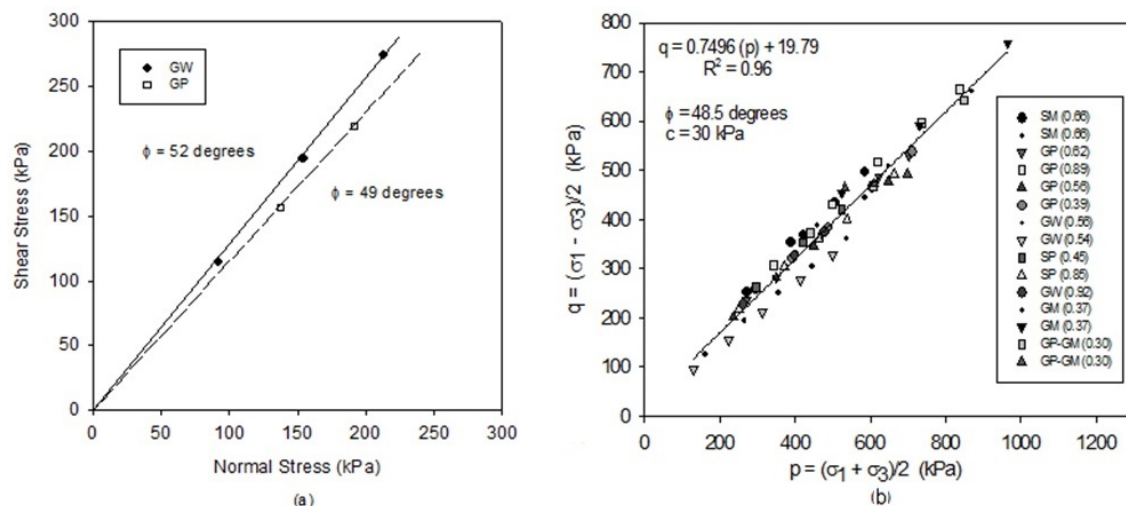 300
250
200
150
100
50
0
Shear Stress (kPa)
GW
GP
ϕ = 52 degrees
ϕ = 49 degrees
0 50 100 150 200 250 300
Normal Stress (kPa)
(a)
800
700
600
500
400
300
200
100
0
q = (σ1 - σ3)/2 (kPa)
q = 0.7496 (p) + 19.79
R² = 0.96
ϕ = 48.5 degrees
c = 30 kPa
SM (0.66)
SM (0.66)
GP (0.62)
GP (0.89)
GP (0.56)
GP (0.39)
GW (0.56)
GW (0.54)
SP (0.45)
SP (0.85)
GW (0.92)
GM (0.37)
GM (0.37)
GP-GM (0.30)
GP-GM (0.30)
0 200 400 600 800 1000 1200
p = (σ1 + σ3)/2 (kPa)
(b)